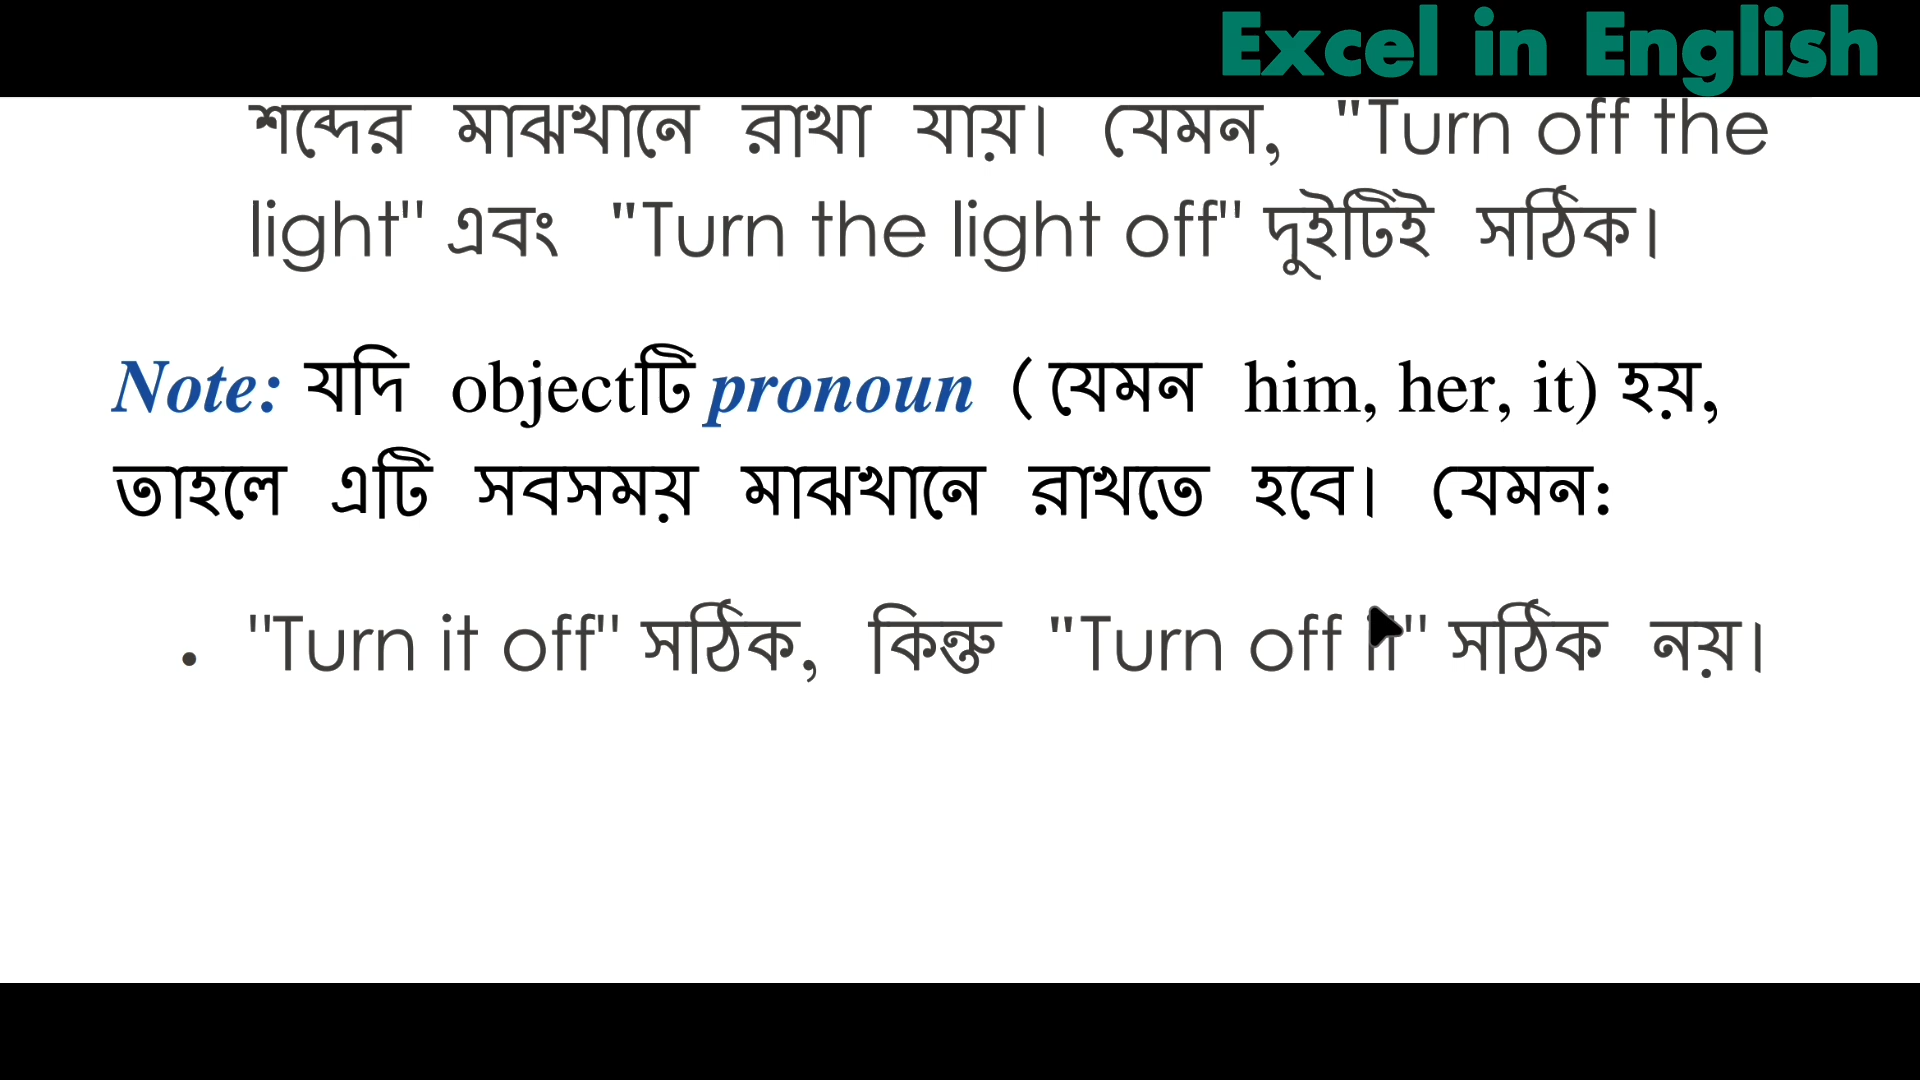 Excel in English
শব্দের মাঝখানে রাখা যায়। যেমন, "Turn off the
light" এবং "Turn the light off" দুইটিই সঠিক।
Note: যদি objectটি pronoun (যেমন him, her, it) হয়,
তাহলে এটি সবসময় মাঝখানে রাখতে হবে। যেমন:
• "Turn it off" সঠিক, কিন্তু "Turn off it" সঠিক নয়।